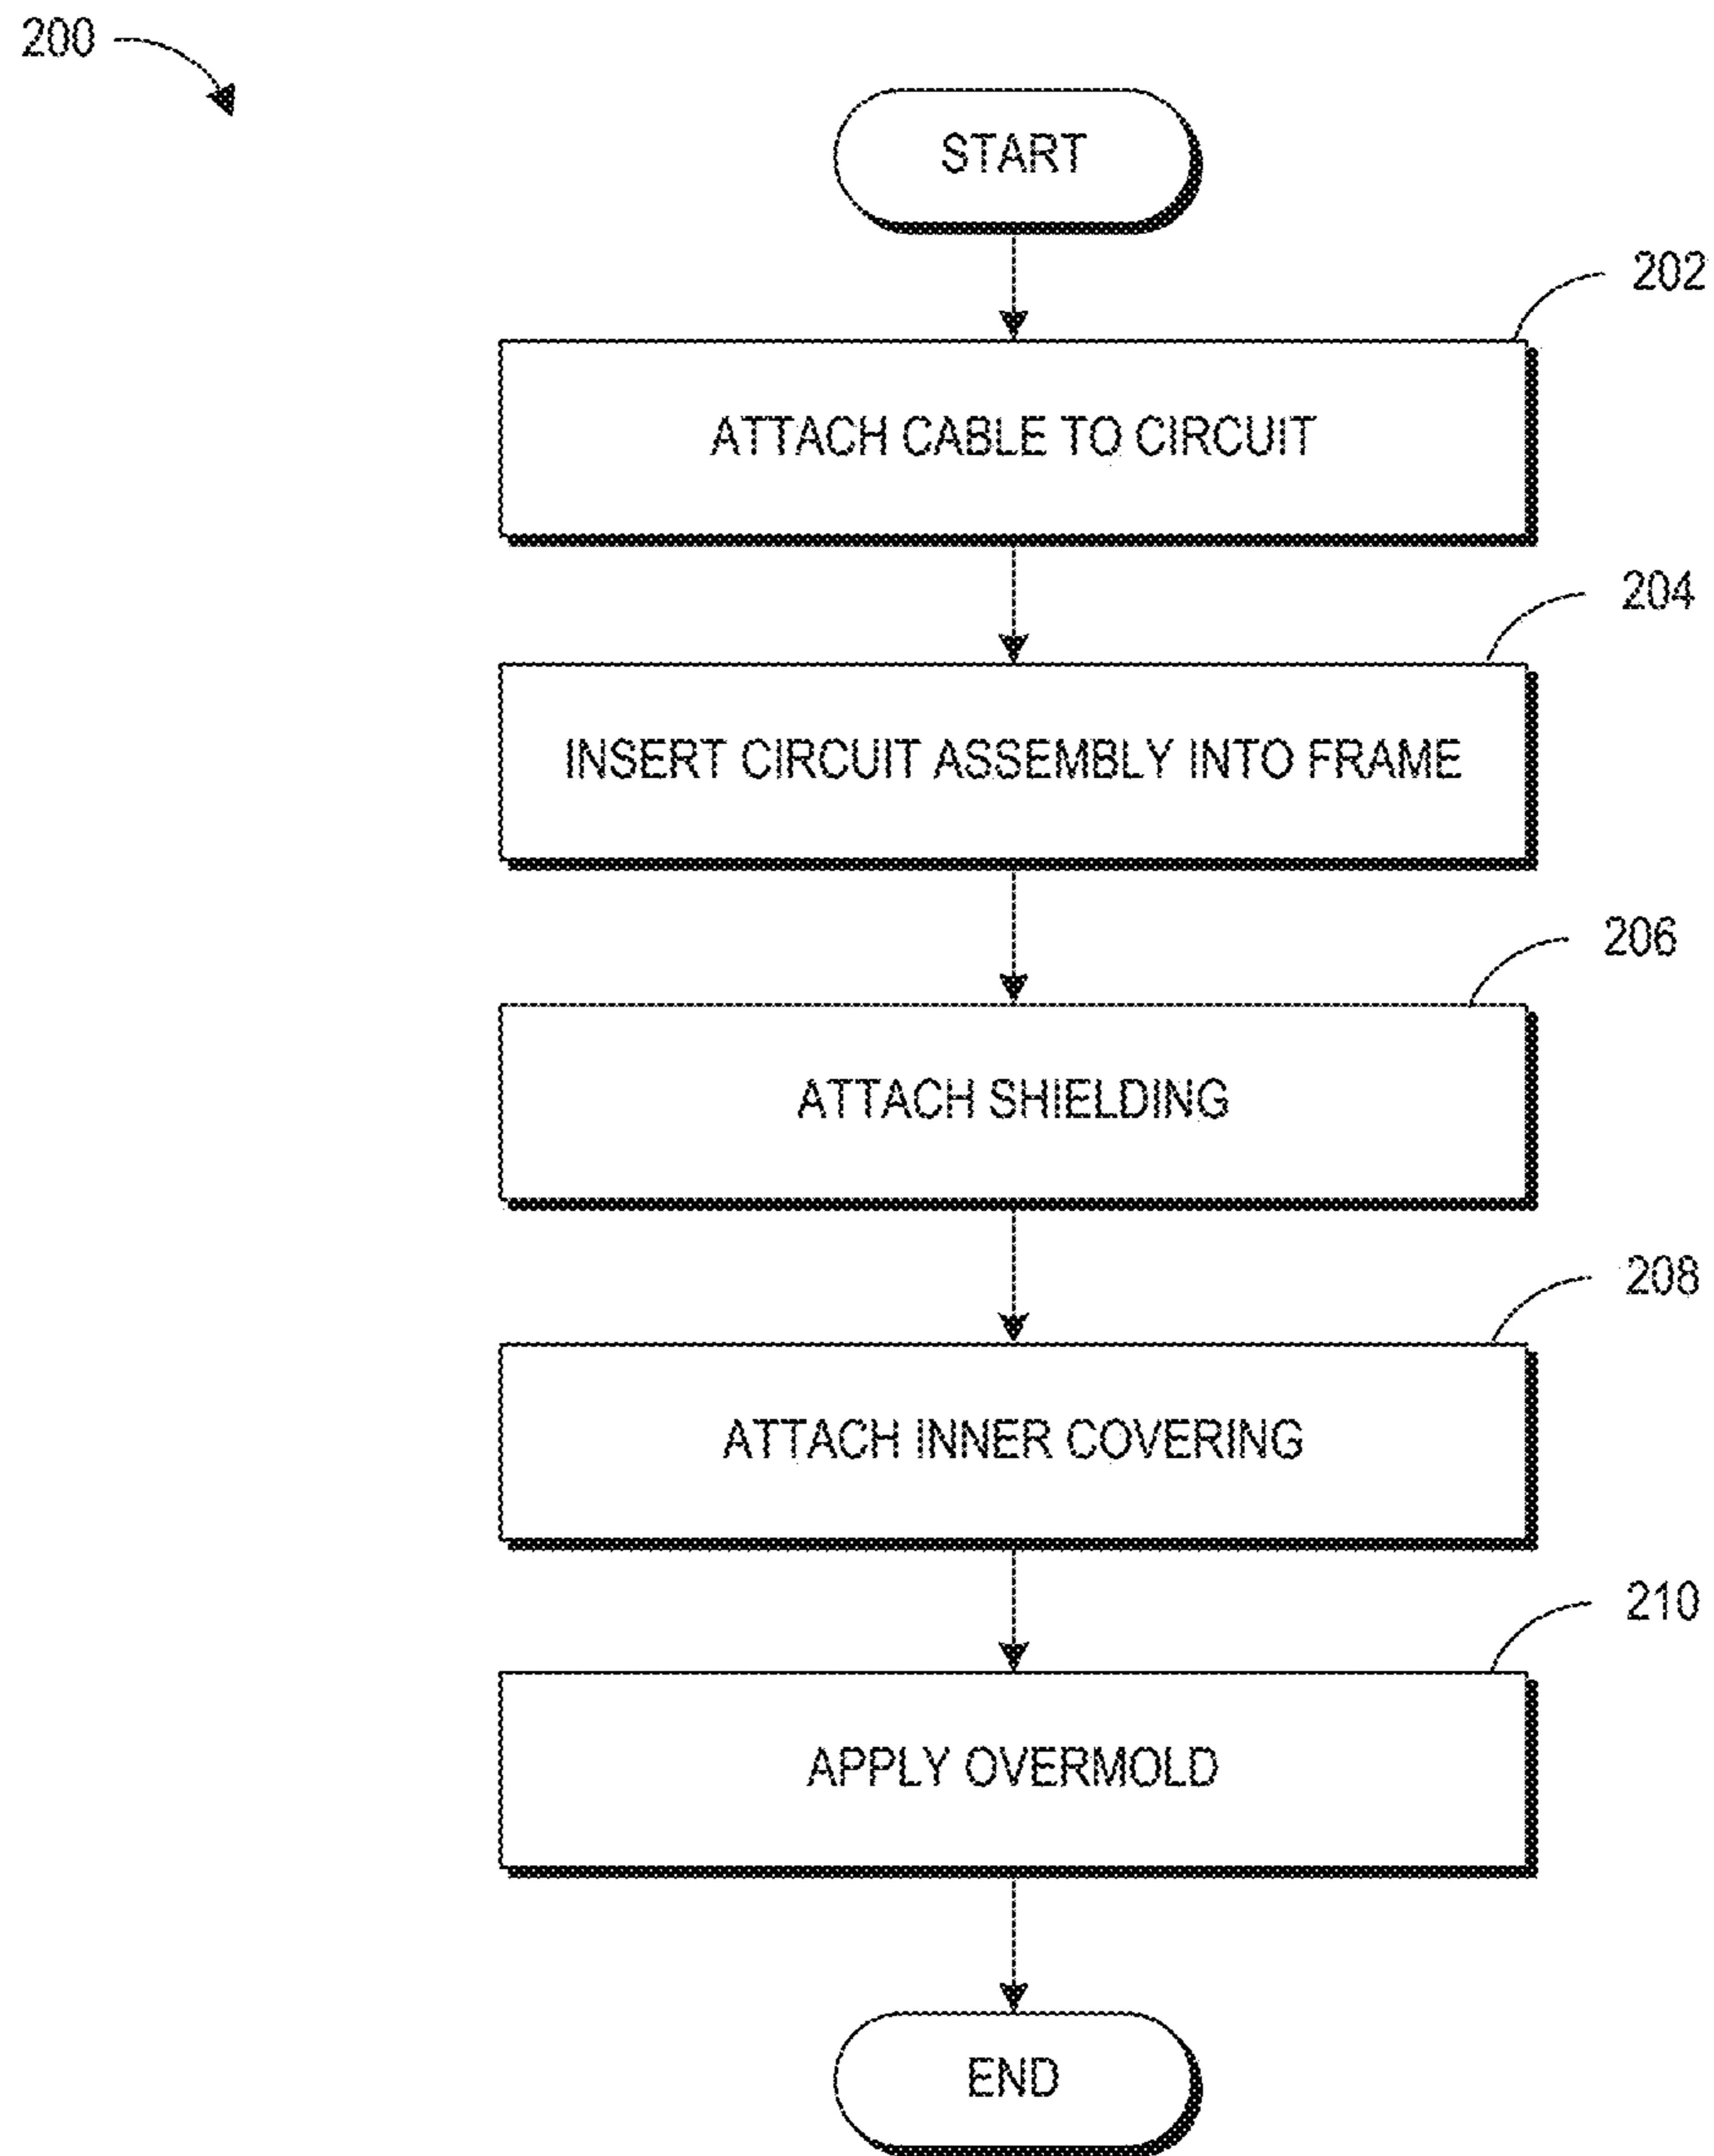 200
START
202
ATTACH CABLE TO CIRCUIT
204
INSERT CIRCUIT ASSEMBLY INTO FRAME
206
ATTACH SHIELDING
208
ATTACH INNER COVERING
210
APPLY OVERMOLD
END